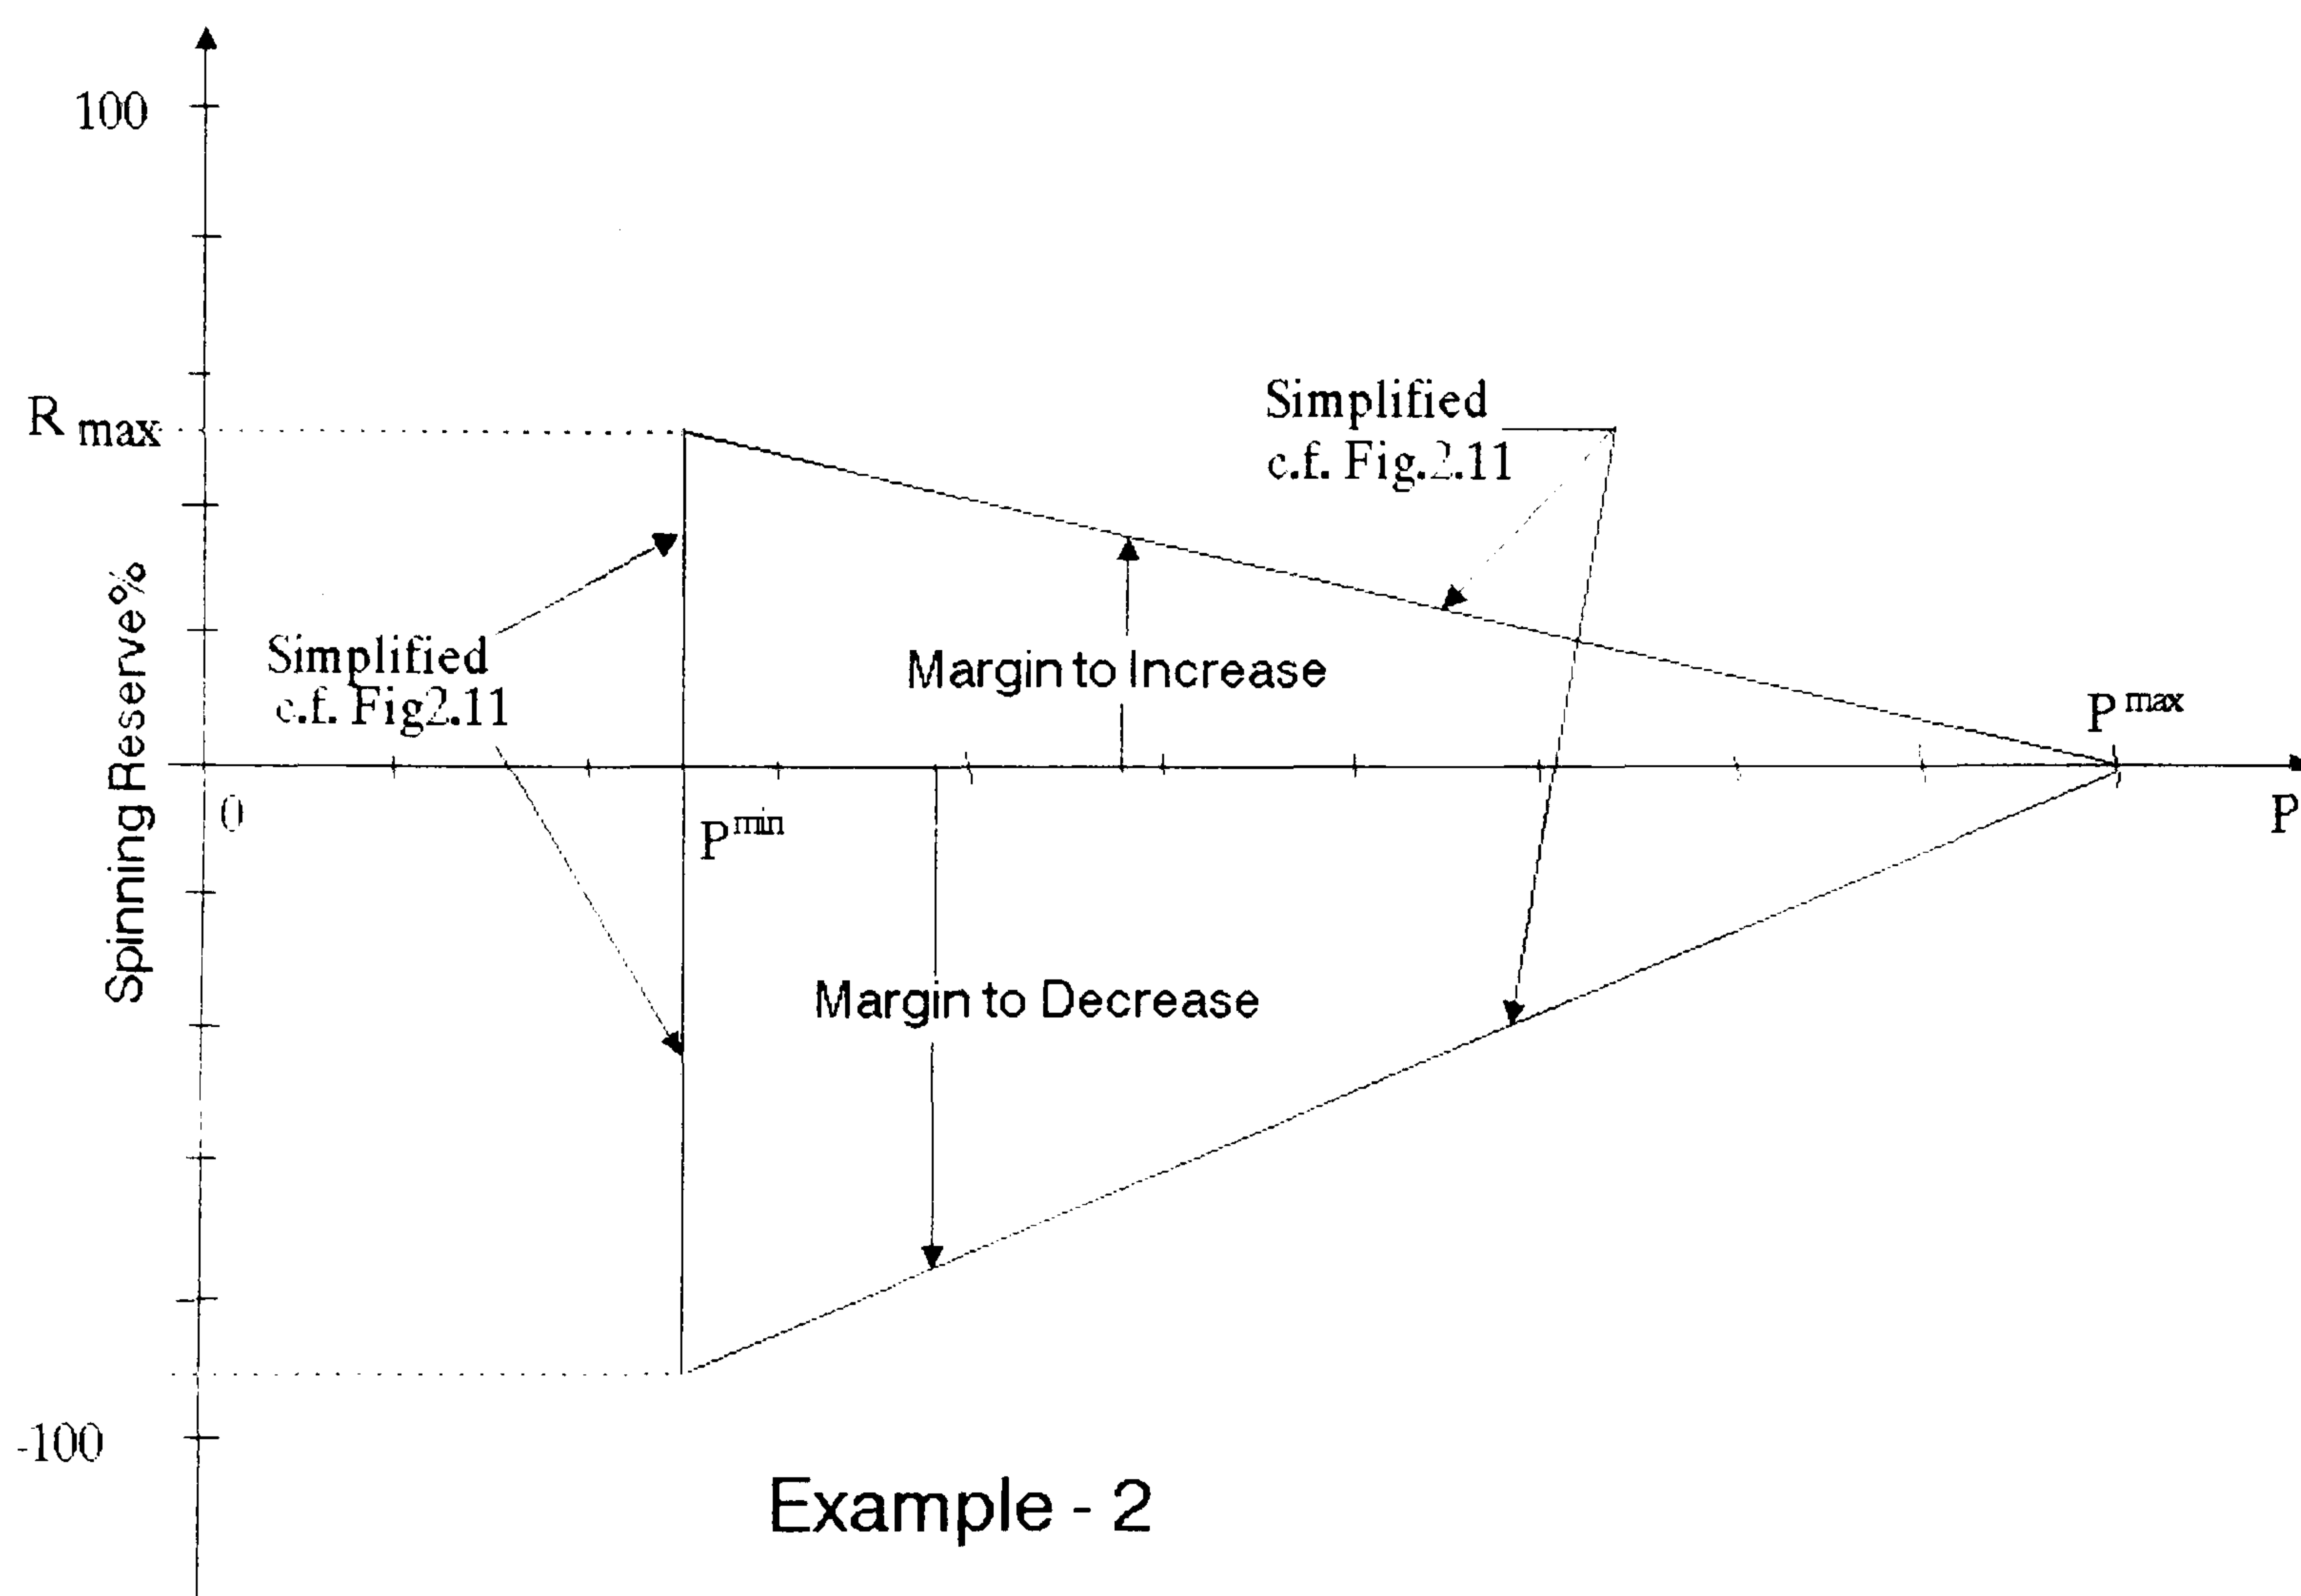 100
R max
Simplified
c.f. Fig.2.11
Spinning Reserve%
Simplified
c.f. Fig2.11
Margin to Increase
P max
0
P min
P
Margin to Decrease
-100
Example - 2